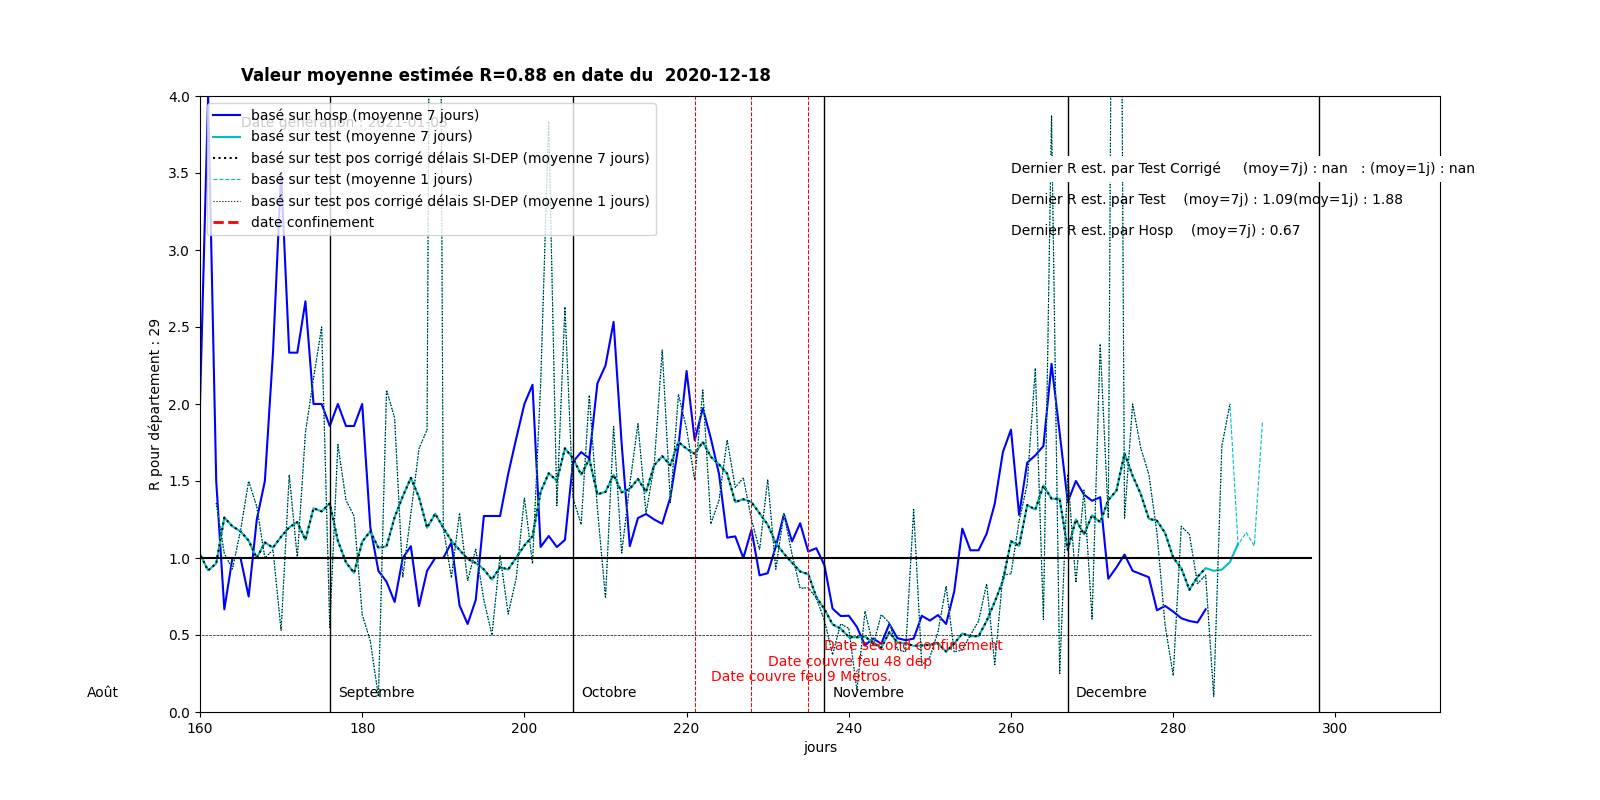 Valeur moyenne estimée R=0.88 en date du  2020-12-18
Date génération : 2021-01-03
basé sur hosp (moyenne 7 jours)
basé sur test (moyenne 7 jours)
basé sur test pos corrigé délais SI-DEP (moyenne 7 jours)
basé sur test (moyenne 1 jours)
basé sur test pos corrigé délais SI-DEP (moyenne 1 jours)
date confinement
Dernier R est. par Test Corrigé     (moy=7j) : nan   : (moy=1j) : nan
Dernier R est. par Test    (moy=7j) : 1.09(moy=1j) : 1.88
Dernier R est. par Hosp    (moy=7j) : 0.67
4.0
3.5
3.0
2.5
2.0
1.5
1.0
0.5
0.0
R pour département : 29
Date second confinement
Date couvre feu 48 dep
Date couvre feu 9 Métros.
Août
Septembre
Octobre
Novembre
Decembre
160
180
200
220
240
260
280
300
jours